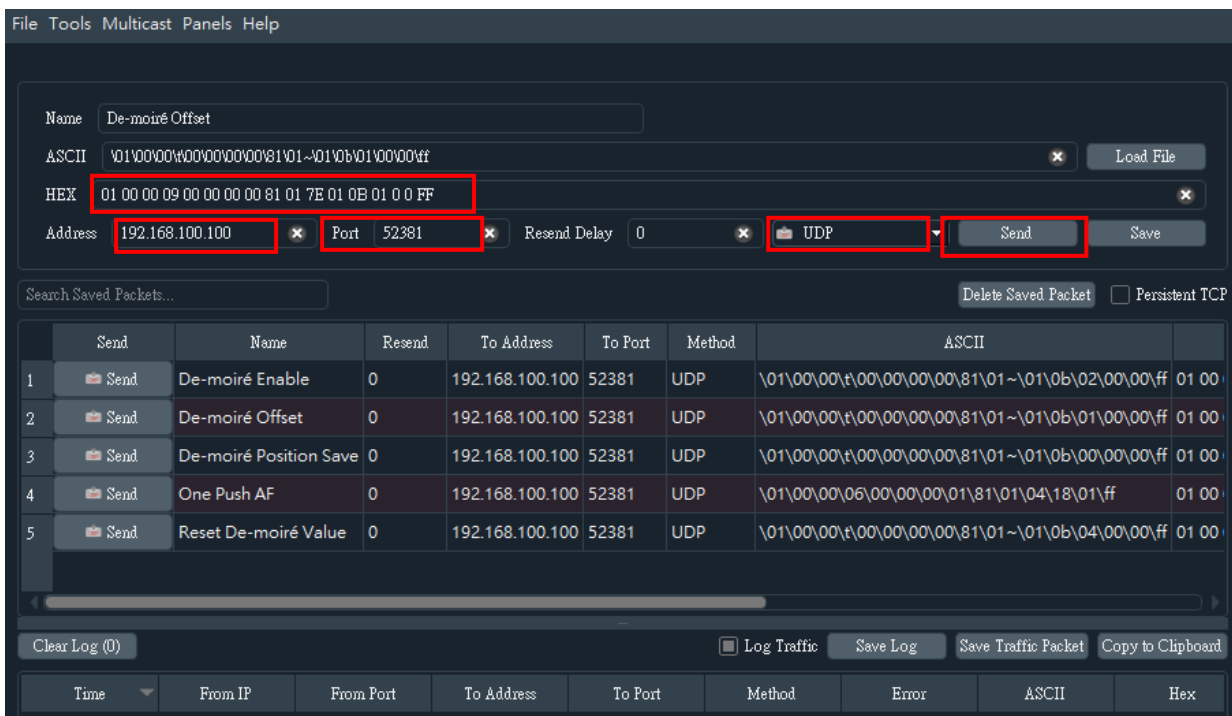 File Tools Multicast Panels Help
Name De-moiré Offset
ASCII \01\00\00\t\00\00\00\00\81\01~\01\0b\01\00\00\ff Load File
HEX 01 00 00 09 00 00 00 00 81 01 7E 01 0B 01 0 0 FF
Address 192.168.100.100 Port 52381 Resend Delay 0 UDP Send Save
Search Saved Packets... Delete Saved Packet Persistent TCP
Send Name Resend To Address To Port Method ASCII
1 Send De-moiré Enable 0 192.168.100.100 52381 UDP \01\00\00\t\00\00\00\00\81\01~\01\0b\02\00\00\ff 01 00
2 Send De-moiré Offset 0 192.168.100.100 52381 UDP \01\00\00\t\00\00\00\00\81\01~\01\0b\01\00\00\ff 01 00
3 Send De-moiré Position Save 0 192.168.100.100 52381 UDP \01\00\00\t\00\00\00\00\81\01~\01\0b\00\00\00\ff 01 00
4 Send One Push AF 0 192.168.100.100 52381 UDP \01\00\00\06\00\00\00\01\81\01\04\18\01\ff 01 00
5 Send Reset De-moiré Value 0 192.168.100.100 52381 UDP \01\00\00\t\00\00\00\00\81\01~\01\0b\04\00\00\ff 01 00
Clear Log (0) Log Traffic Save Log Save Traffic Packet Copy to Clipboard
Time From IP From Port To Address To Port Method Error ASCII Hex